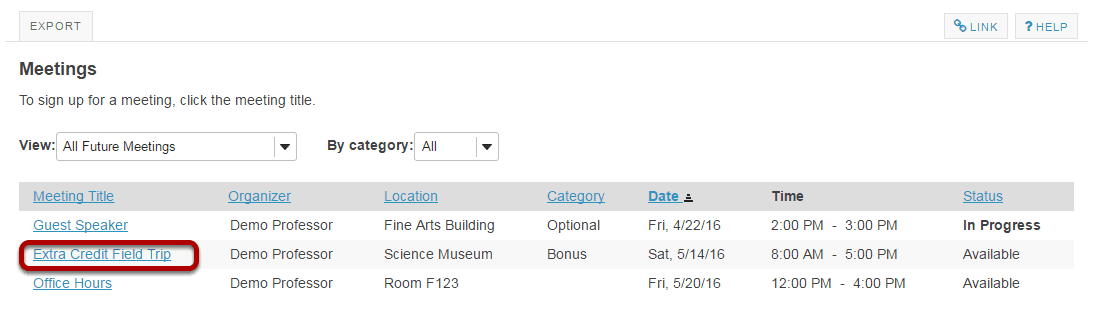 EXPORT LINK ? HELP
Meetings
To sign up for a meeting, click the meeting title.
View: All Future Meetings By category: All
Meeting Title Organizer Location Category Date Time Status
Guest Speaker Demo Professor Fine Arts Building Optional Fri, 4/22/16 2:00 PM - 3:00 PM In Progress
Extra Credit Field Trip Demo Professor Science Museum Bonus Sat, 5/14/16 8:00 AM - 5:00 PM Available
Office Hours Demo Professor Room F123 Fri, 5/20/16 12:00 PM - 4:00 PM Available